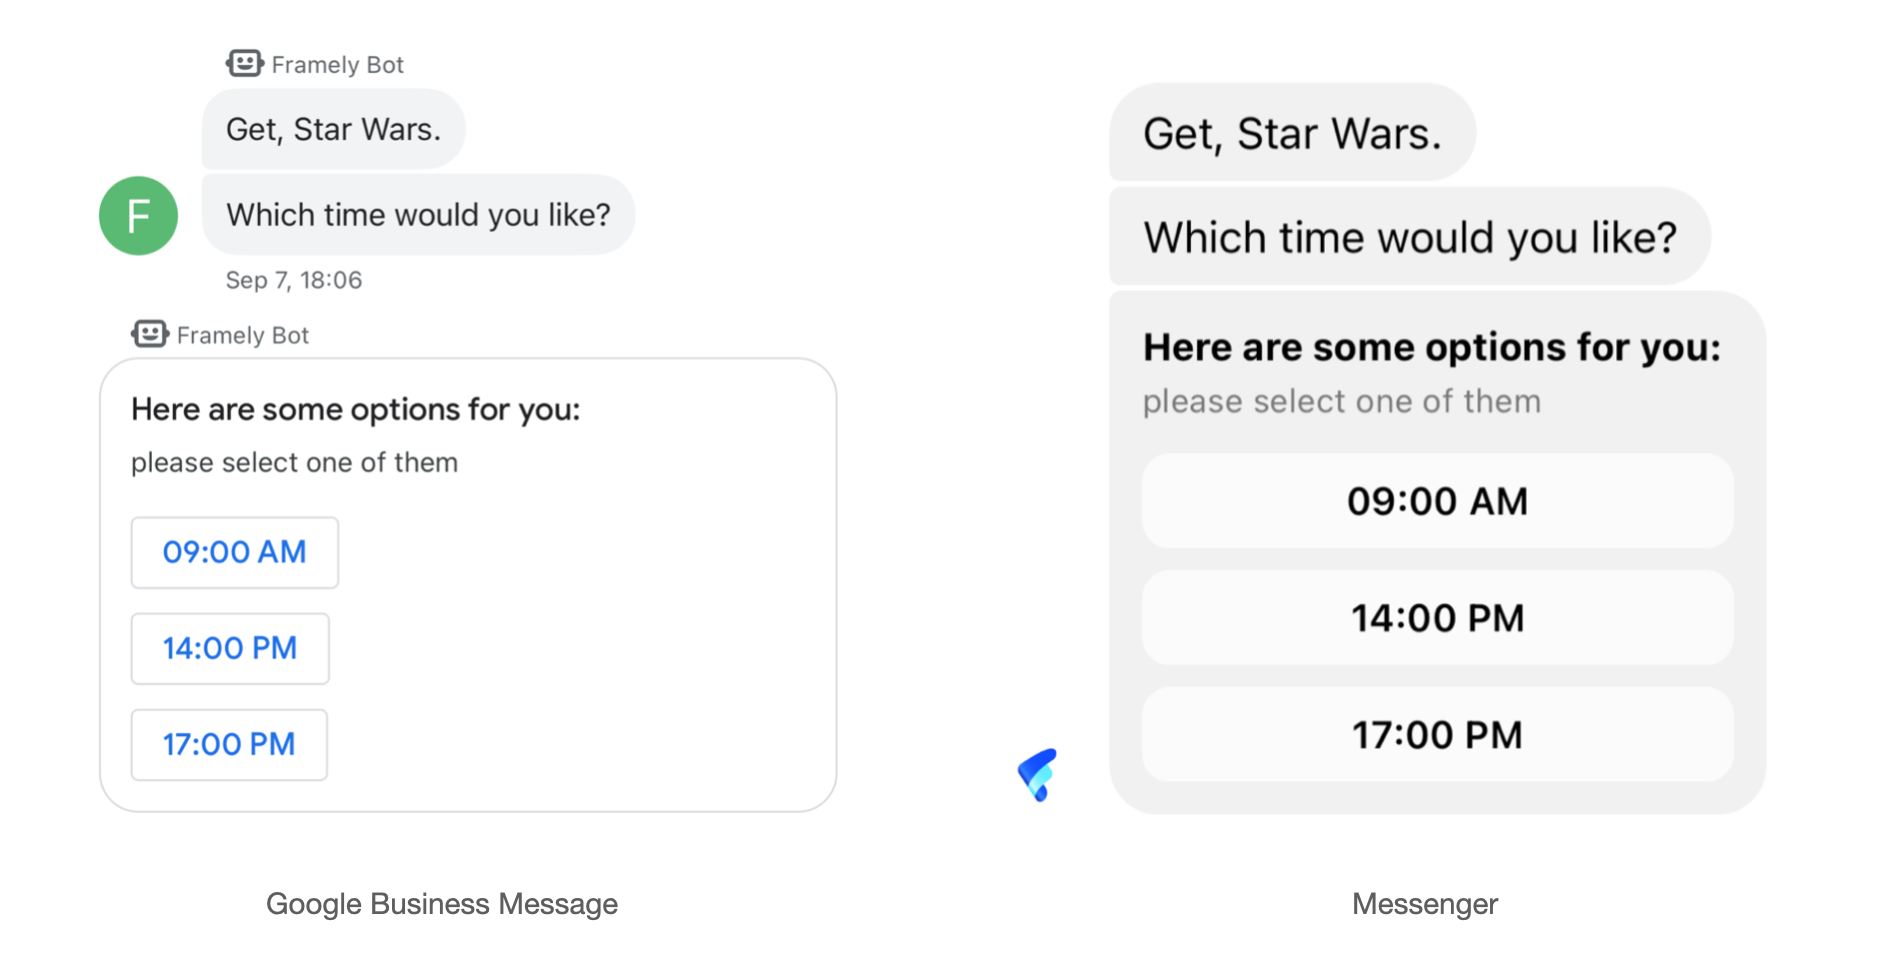 Framely Bot
Get, Star Wars.
F
Which time would you like?
Sep 7, 18:06
Framely Bot
Here are some options for you:
please select one of them
09:00 AM
14:00 PM
17:00 PM
Google Business Message
Get, Star Wars.
Which time would you like?
Here are some options for you:
please select one of them
09:00 AM
14:00 PM
17:00 PM
Messenger